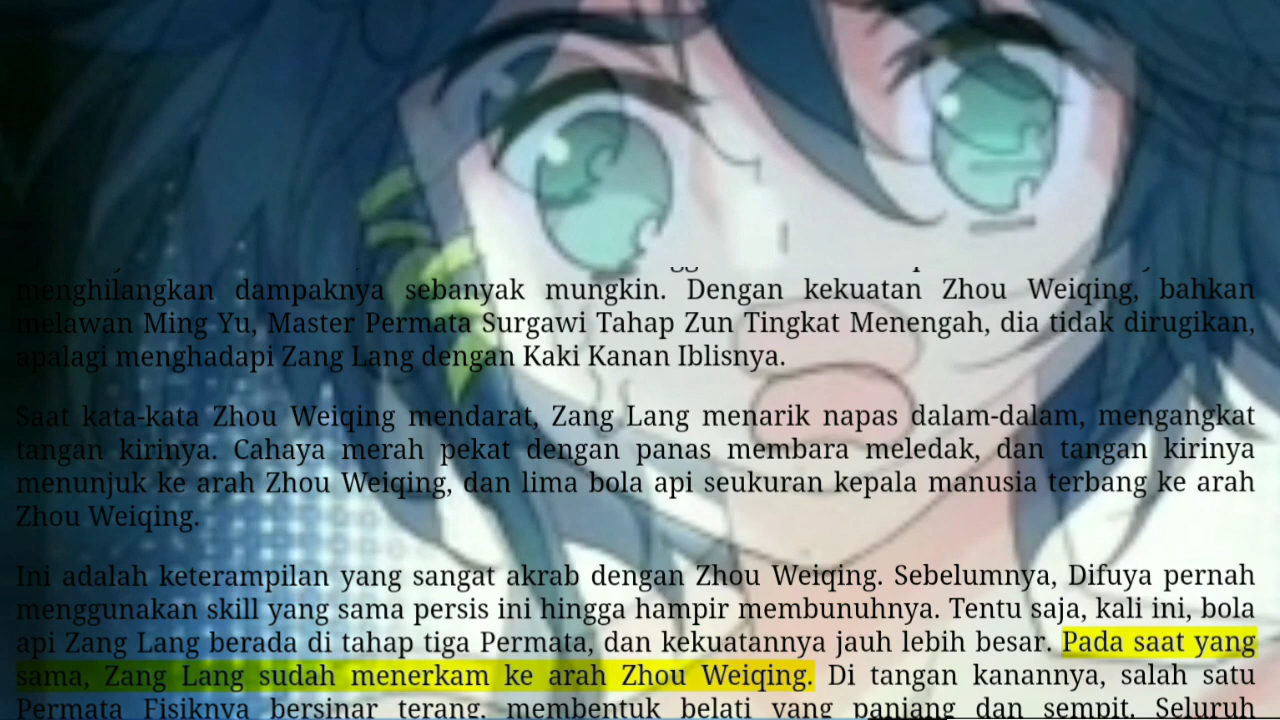 menghilangkan dampaknya sebanyak mungkin. Dengan kekuatan Zhou Weiqing, bahkan
melawan Ming Yu, Master Permata Surgawi Tahap Zun Tingkat Menengah, dia tidak dirugikan,
apalagi menghadapi Zang Lang dengan Kaki Kanan Iblisnya.
Saat kata-kata Zhou Weiqing mendarat, Zang Lang menarik napas dalam-dalam, mengangkat
tangan kirinya. Cahaya merah pekat dengan panas membara meledak, dan tangan kirinya
menunjuk ke arah Zhou Weiqing, dan lima bola api seukuran kepala manusia terbang ke arah
Zhou Weiqing.
Ini adalah keterampilan yang sangat akrab dengan Zhou Weiqing. Sebelumnya, Difuya pernah
menggunakan skill yang sama persis ini hingga hampir membunuhnya. Tentu saja, kali ini, bola
api Zang Lang berada di tahap tiga Permata, dan kekuatannya jauh lebih besar. Pada saat yang
sama, Zang Lang sudah menerkam ke arah Zhou Weiqing. Di tangan kanannya, salah satu
Permata Fisiknya bersinar terang, membentuk belati yang panjang dan sempit. Seluruh